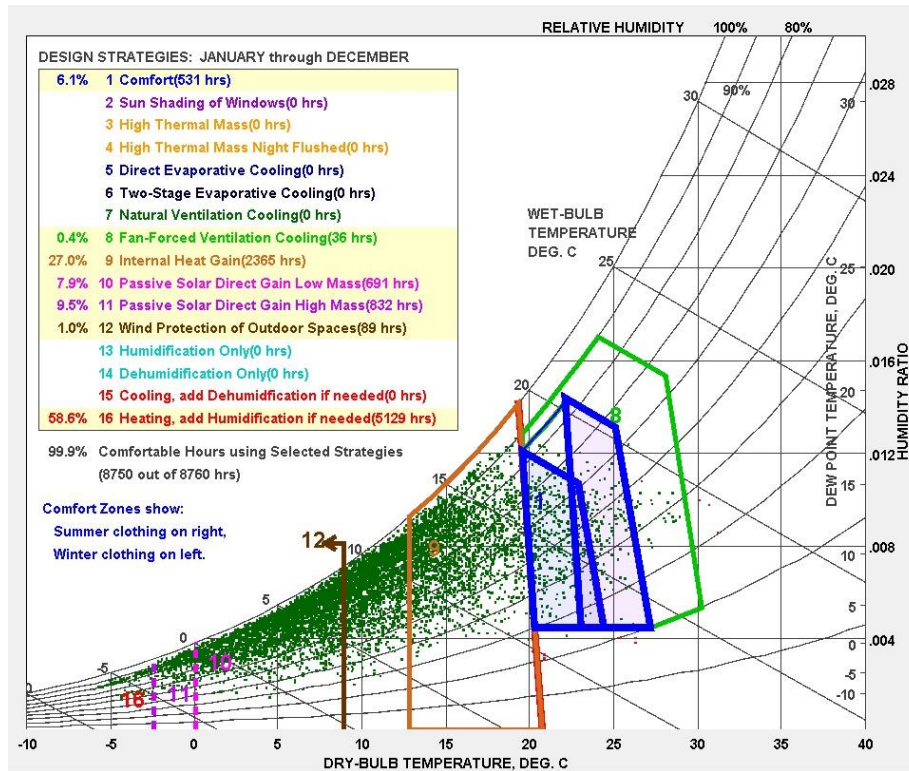 RELATIVE HUMIDITY 100% 80%
DESIGN STRATEGIES: JANUARY through DECEMBER
6.1% 1 Comfort(531 hrs)
2 Sun Shading of Windows(0 hrs)
3 High Thermal Mass(0 hrs)
4 High Thermal Mass Night Flushed(0 hrs)
5 Direct Evaporative Cooling(0 hrs)
6 Two-Stage Evaporative Cooling(0 hrs)
7 Natural Ventilation Cooling(0 hrs)
0.4% 8 Fan-Forced Ventilation Cooling(36 hrs)
27.0% 9 Internal Heat Gain(2365 hrs)
7.9% 10 Passive Solar Direct Gain Low Mass(691 hrs)
9.5% 11 Passive Solar Direct Gain High Mass(832 hrs)
1.0% 12 Wind Protection of Outdoor Spaces(89 hrs)
13 Humidification Only(0 hrs)
14 Dehumidification Only(0 hrs)
15 Cooling, add Dehumidfication if needed(0 hrs)
58.6% 16 Heating, add Humidification if needed(5129 hrs)
99.9% Comfortable Hours using Selected Strategies
(8750 out of 8760 hrs)
Comfort Zones show:
Summer clothing on right,
Winter clothing on left.
90%
30
30
WET-BULB
TEMPERATURE
DEG. C
25
25
20
20
15
15
10
10
5
5
0
0
-5
-5
-10
8
1
9
12
10
11
16
.028
.024
.020
.016
.012
.008
.004
DEW POINT TEMPERATURE, DEG. C
HUMIDITY RATIO
-10 -5 0 5 10 15 20 25 30 35 40
DRY-BULB TEMPERATURE, DEG. C